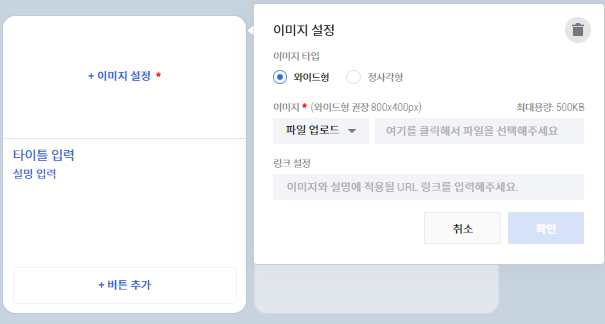 + 이미지 설정 *
타이틀 입력
설명 입력
+ 버튼 추가
이미지 설정
이미지 타입
와이드형 정사각형
이미지 * (와이드형 권장 800x400px) 최대용량: 500KB
파일 업로드 여기를 클릭해서 파일을 선택해주세요
링크 설정
이미지와 설명에 적용될 URL 링크를 입력해주세요.
취소 확인